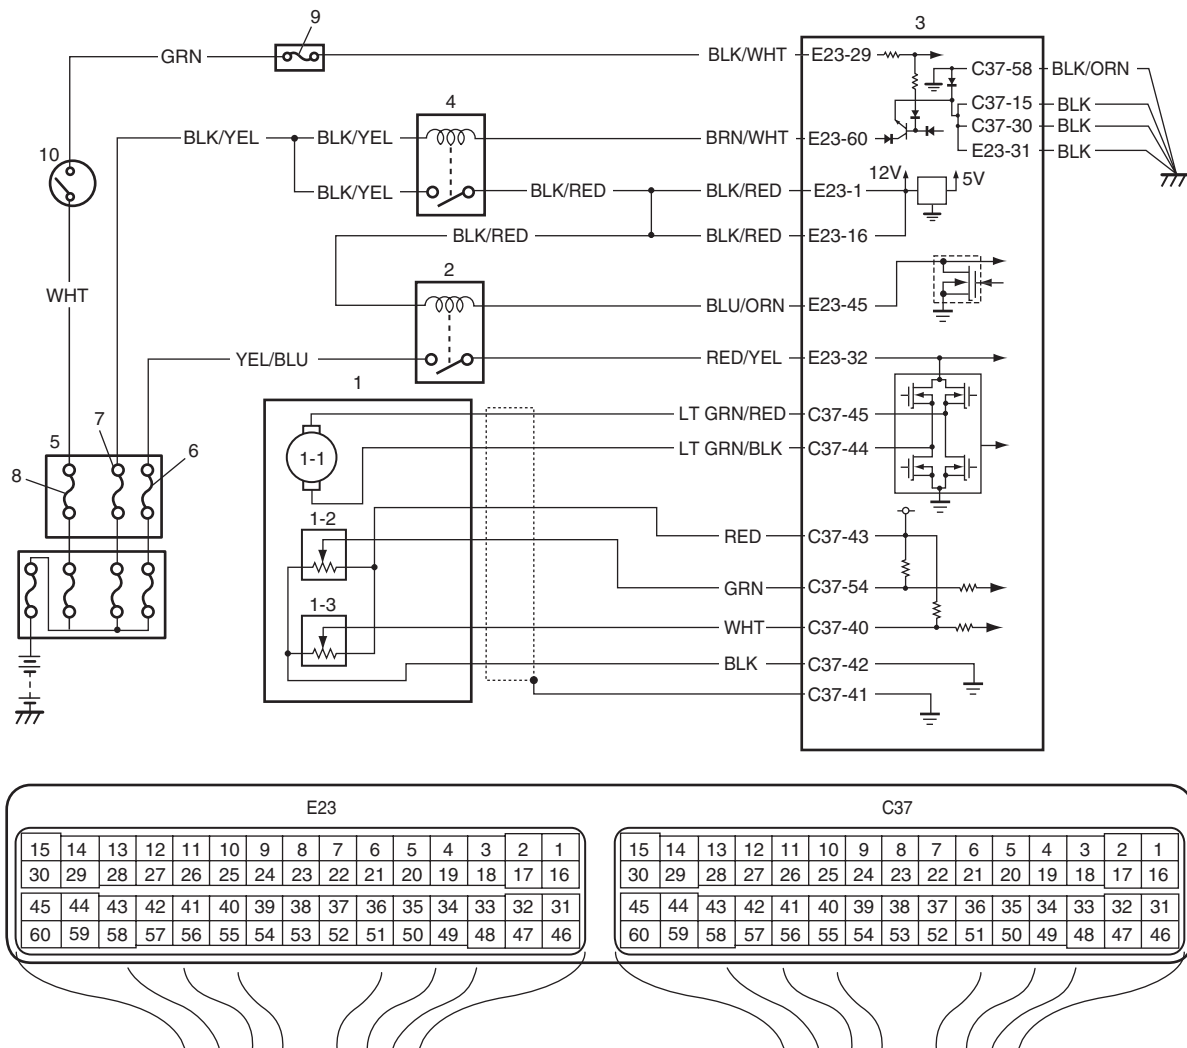 9
3
GRN
BLK/WHT
E23-29
C37-58
BLK/ORN
4
C37-15
BLK
BLK/YEL
BLK/YEL
BRN/WHT
E23-60
C37-30
BLK
10
E23-31
BLK
12V
5V
BLK/YEL
BLK/RED
BLK/RED
E23-1
BLK/RED
BLK/RED
E23-16
2
WHT
BLU/ORN
E23-45
YEL/BLU
RED/YEL
E23-32
1
7
LT GRN/RED
C37-45
5
6
1-1
LT GRN/BLK
C37-44
8
1-2
RED
C37-43
GRN
C37-54
1-3
WHT
C37-40
BLK
C37-42
C37-41
E23
C37
15 14 13 12 11 10 9 8 7 6 5 4 3 2 1
15 14 13 12 11 10 9 8 7 6 5 4 3 2 1
30 29 28 27 26 25 24 23 22 21 20 19 18 17 16
30 29 28 27 26 25 24 23 22 21 20 19 18 17 16
45 44 43 42 41 40 39 38 37 36 35 34 33 32 31
45 44 43 42 41 40 39 38 37 36 35 34 33 32 31
60 59 58 57 56 55 54 53 52 51 50 49 48 47 46
60 59 58 57 56 55 54 53 52 51 50 49 48 47 46